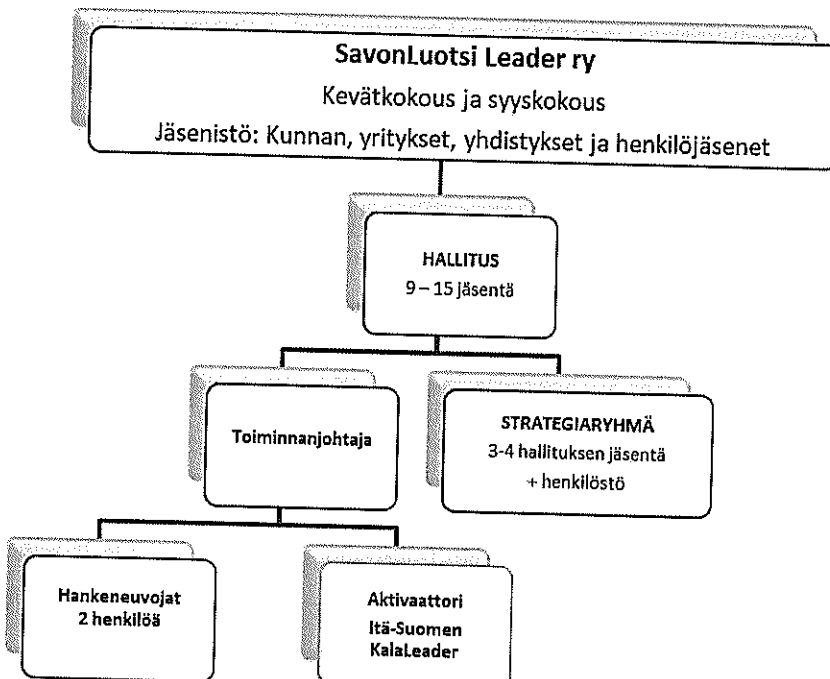 SavonLuotsi Leader ry
Kevätkokous ja syyskokous
Jäsenistö: Kunnan, yritykset, yhdistykset ja henkilöjäsenet
HALLITUS
9 – 15 jäsentä
Toiminnanjohtaja
STRATEGIARYHMÄ
3-4 hallituksen jäsentä
+ henkilöstö
Hankeneuvojat
2 henkilöä
Aktivaattori
Itä-Suomen
KalaLeader